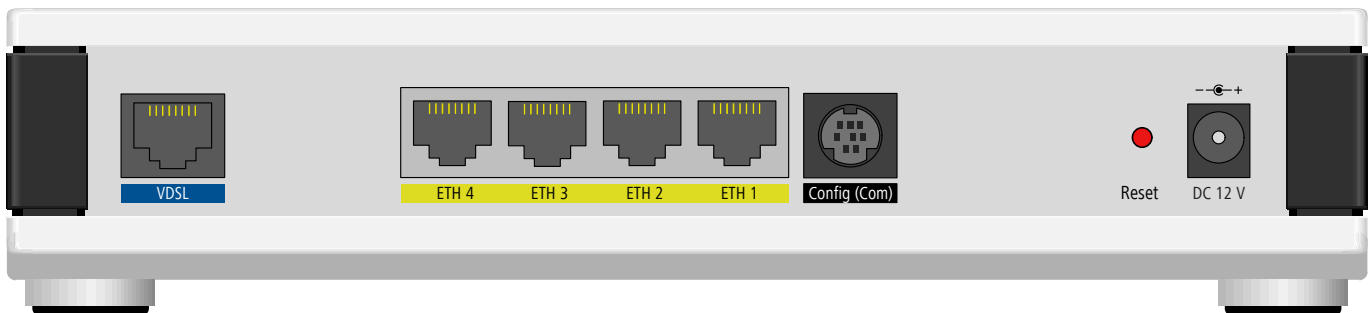 VDSL
ETH 4
ETH 3
ETH 2
ETH 1
Config (Com)
Reset
DC 12 V